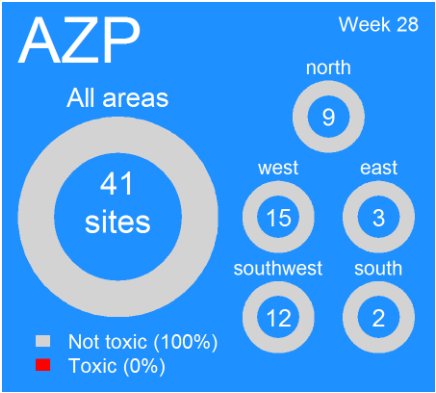 AZP
Week 28
All areas
41
sites
north
9
west
15
east
3
southwest
12
south
2
Not toxic (100%)
Toxic (0%)